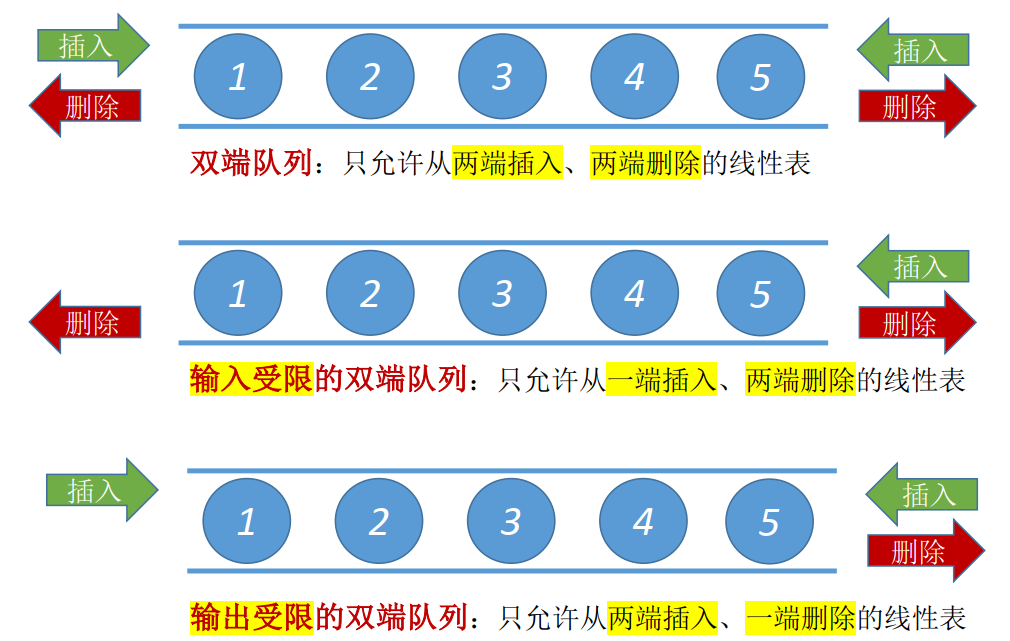 插入
插入
1 2 3 4 5
删除
删除
双端队列：只允许从两端插入、两端删除的线性表
插入
1 2 3 4 5
删除
删除
输入受限的双端队列：只允许从一端插入、两端删除的线性表
插入
插入
1 2 3 4 5
删除
输出受限的双端队列：只允许从两端插入、一端删除的线性表